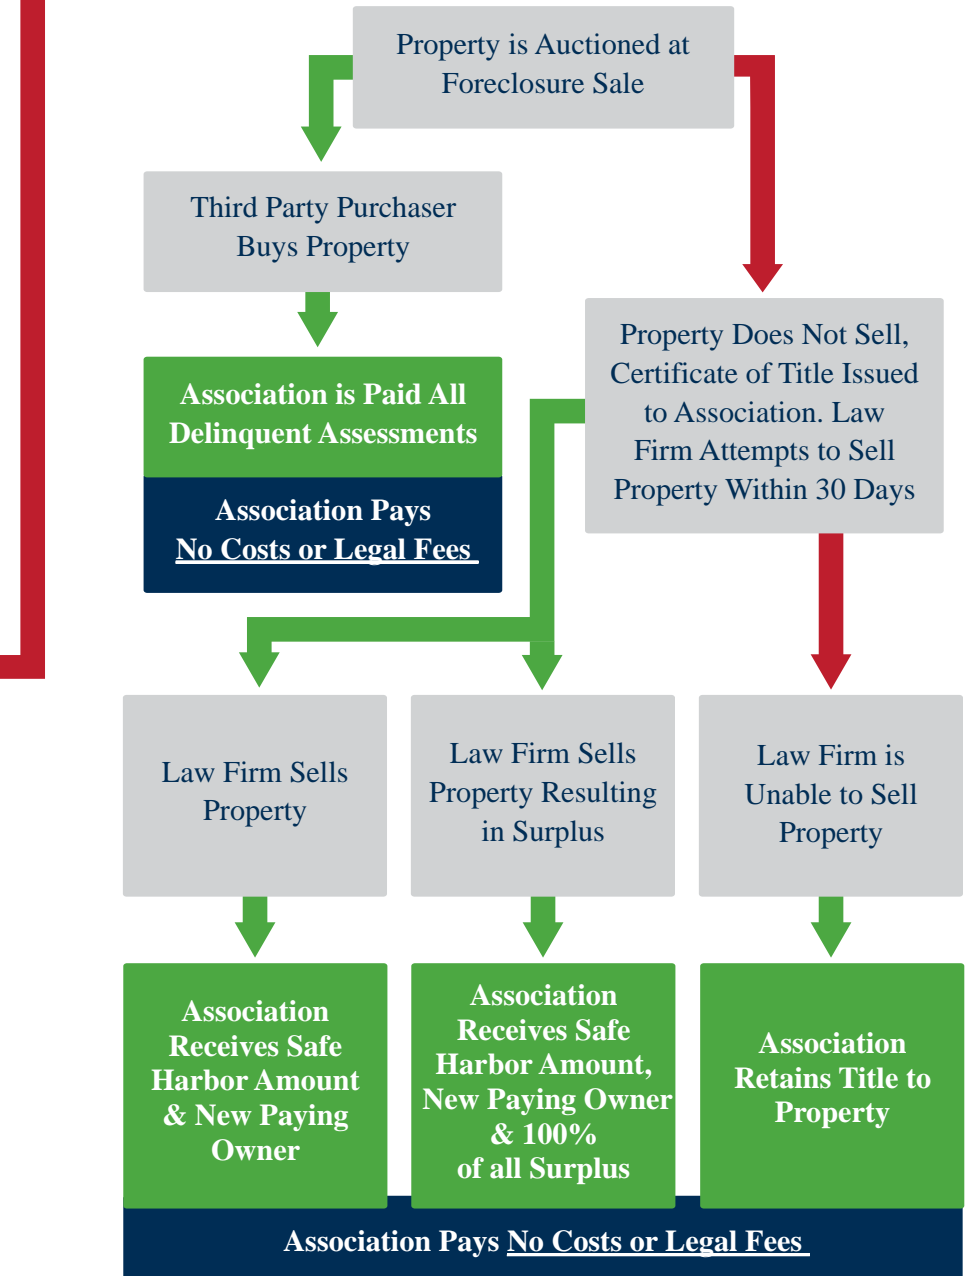 Property is Auctioned at
Foreclosure Sale
Third Party Purchaser
Buys Property
Association is Paid All
Delinquent Assessments
Association Pays
No Costs or Legal Fees
Property Does Not Sell,
Certificate of Title Issued
to Association. Law
Firm Attempts to Sell
Property Within 30 Days
Law Firm Sells
Property
Law Firm Sells
Property Resulting
in Surplus
Law Firm is
Unable to Sell
Property
Association
Receives Safe
Harbor Amount
& New Paying
Owner
Association
Receives Safe
Harbor Amount,
New Paying Owner
& 100%
of all Surplus
Association
Retains Title to
Property
Association Pays No Costs or Legal Fees